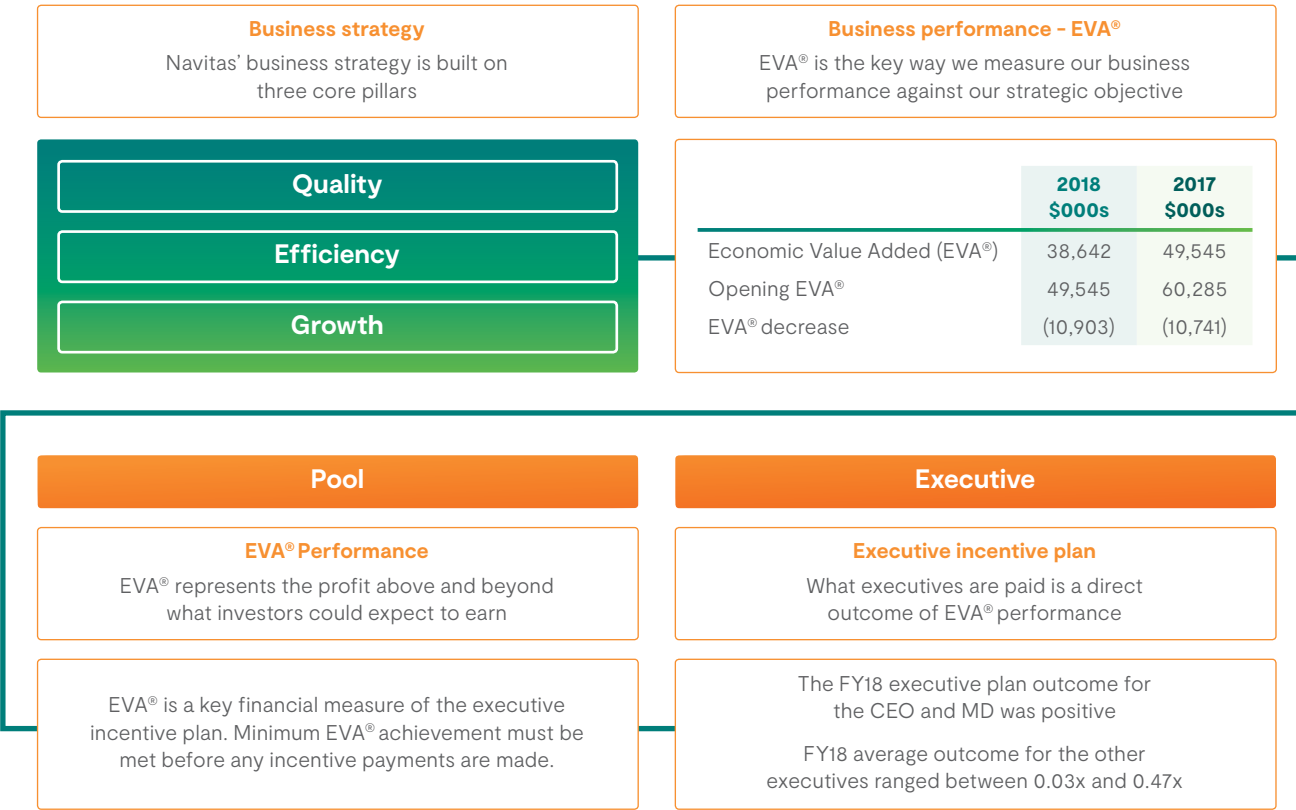 Business strategy
Navitas’ business strategy is built on
three core pillars
Business performance - EVA®
EVA® is the key way we measure our business
performance against our strategic objective
Quality
Efficiency
Growth
2018 2017
$000s $000s
Economic Value Added (EVA®) 38,642 49,545
Opening EVA® 49,545 60,285
EVA® decrease (10,903) (10,741)
Pool
EVA® Performance
EVA® represents the profit above and beyond
what investors could expect to earn
EVA® is a key financial measure of the executive
incentive plan. Minimum EVA® achievement must be
met before any incentive payments are made.
Executive
Executive incentive plan
What executives are paid is a direct
outcome of EVA® performance
The FY18 executive plan outcome for
the CEO and MD was positive
FY18 average outcome for the other
executives ranged between 0.03x and 0.47x